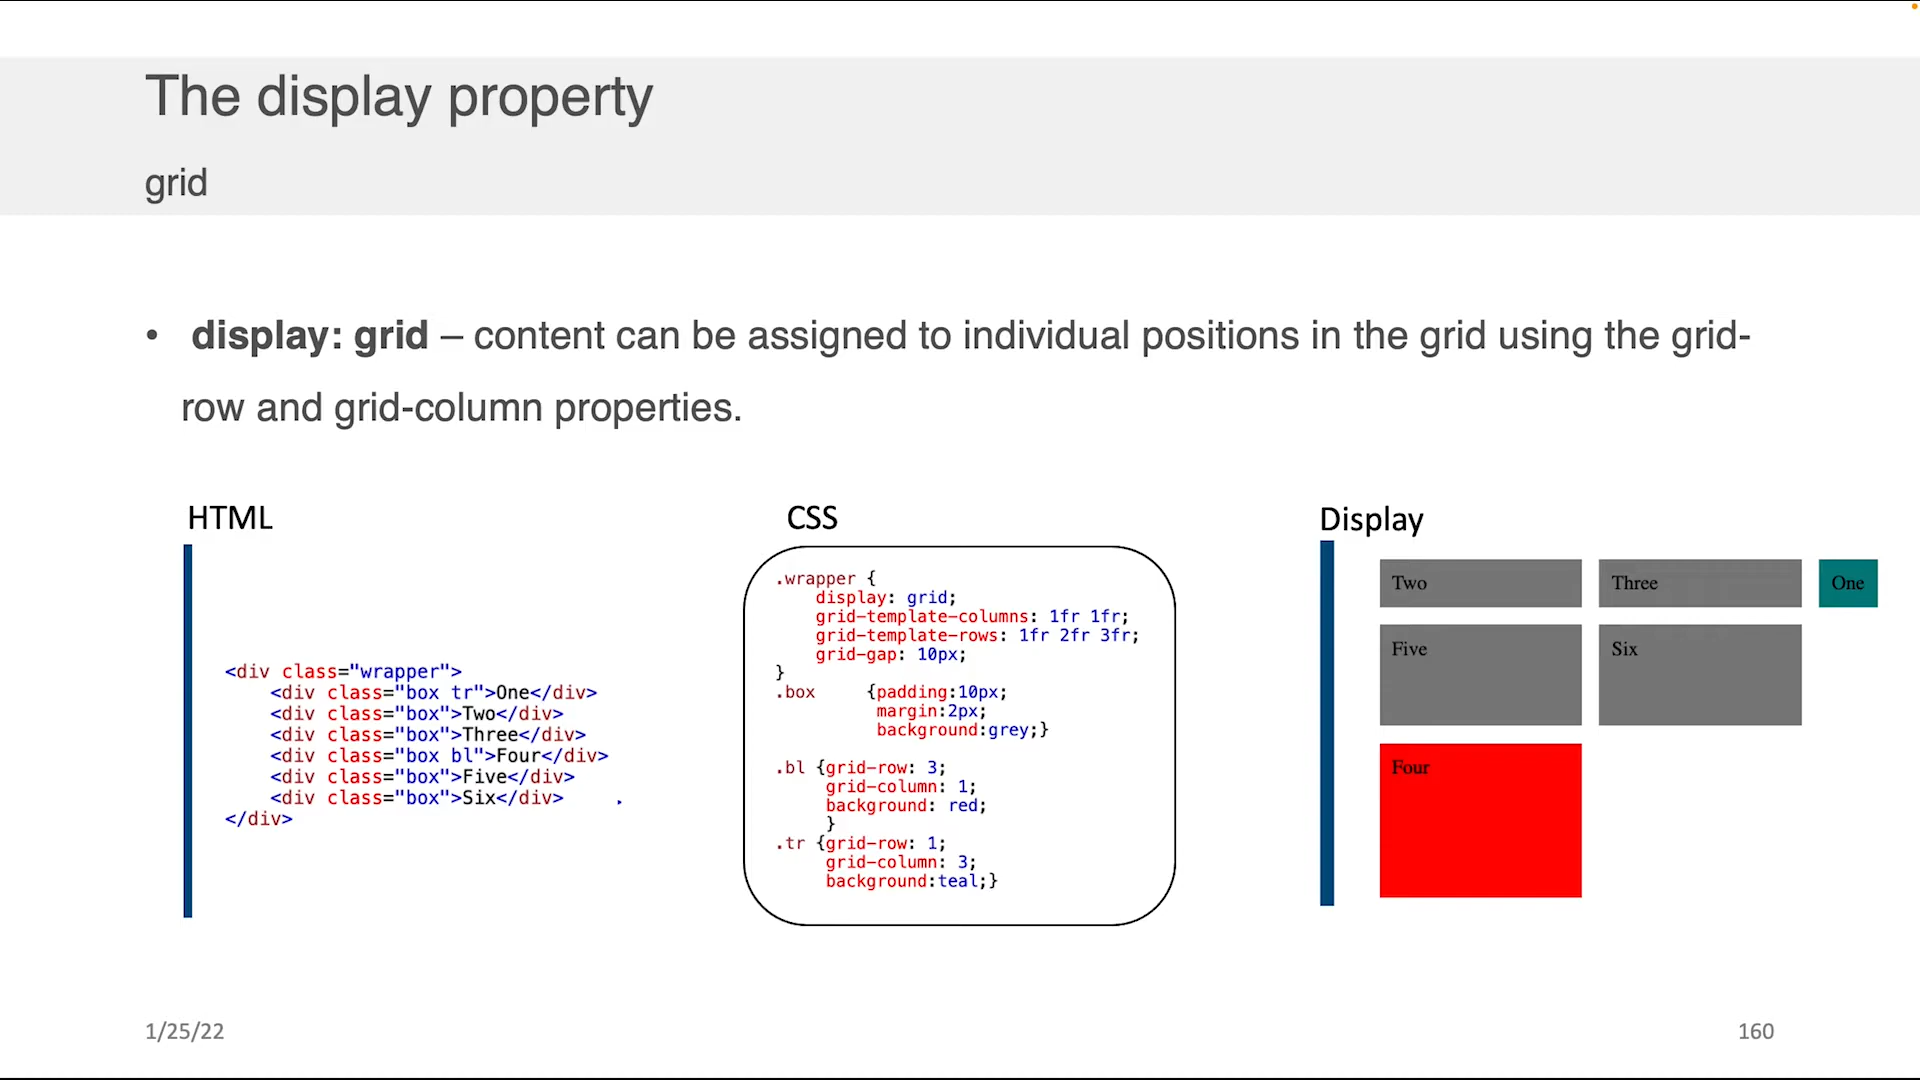 The display property
grid
• display: grid – content can be assigned to individual positions in the grid using the grid-
row and grid-column properties.
HTML
<div class="wrapper">
<div class="box tr">One</div>
<div class="box">Two</div>
<div class="box">Three</div>
<div class="box bl">Four</div>
<div class="box">Five</div>
<div class="box">Six</div>
</div>
CSS
.wrapper {
display: grid;
grid-template-columns: 1fr 1fr;
grid-template-rows: 1fr 2fr 3fr;
grid-gap: 10px;
}
.box {padding:10px;
margin:2px;
background:grey;}
.bl {grid-row: 3;
grid-column: 1;
background: red;
}
.tr {grid-row: 1;
grid-column: 3;
background:teal;}
Display
Two Three One
Five Six
Four
1/25/22
160